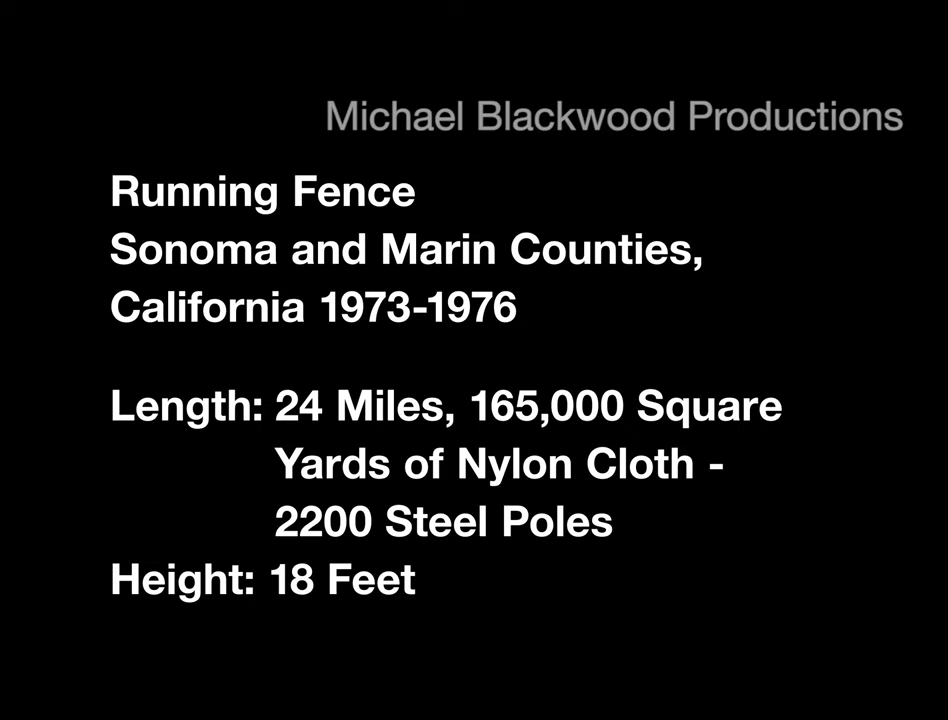 Michael Blackwood Productions
Running Fence
Sonoma and Marin Counties,
California 1973-1976
Length: 24 Miles, 165,000 Square
Yards of Nylon Cloth -
2200 Steel Poles
Height: 18 Feet